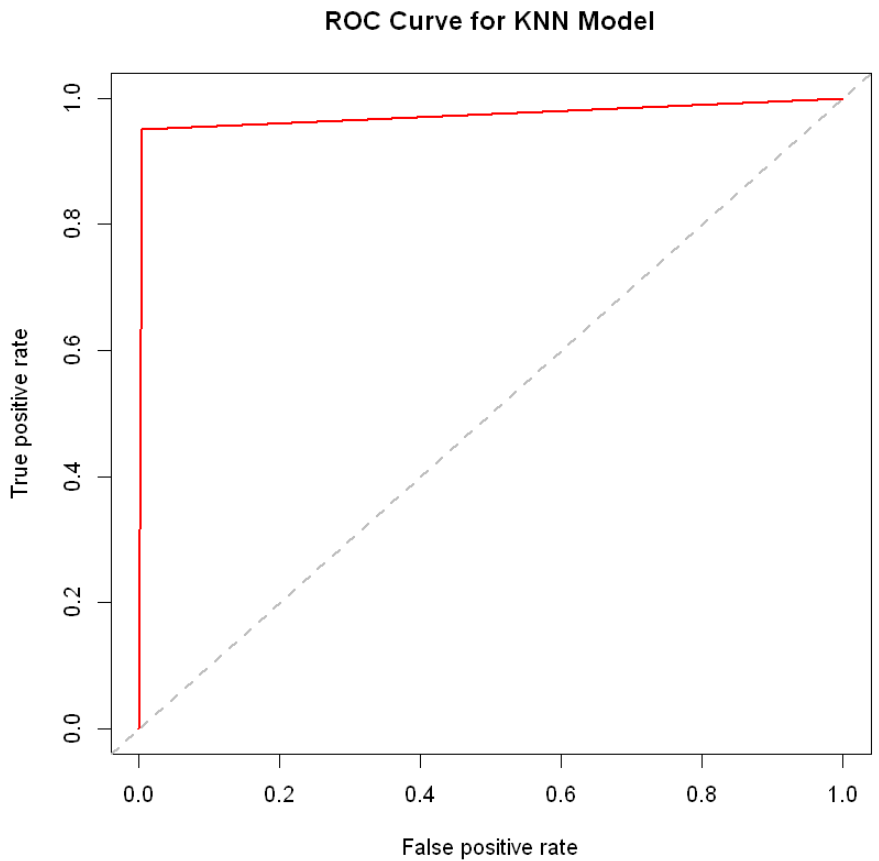 ROC Curve for KNN Model
True positive rate
1.0
0.8
0.6
0.4
0.2
0.0
0.0 0.2 0.4 0.6 0.8 1.0
False positive rate